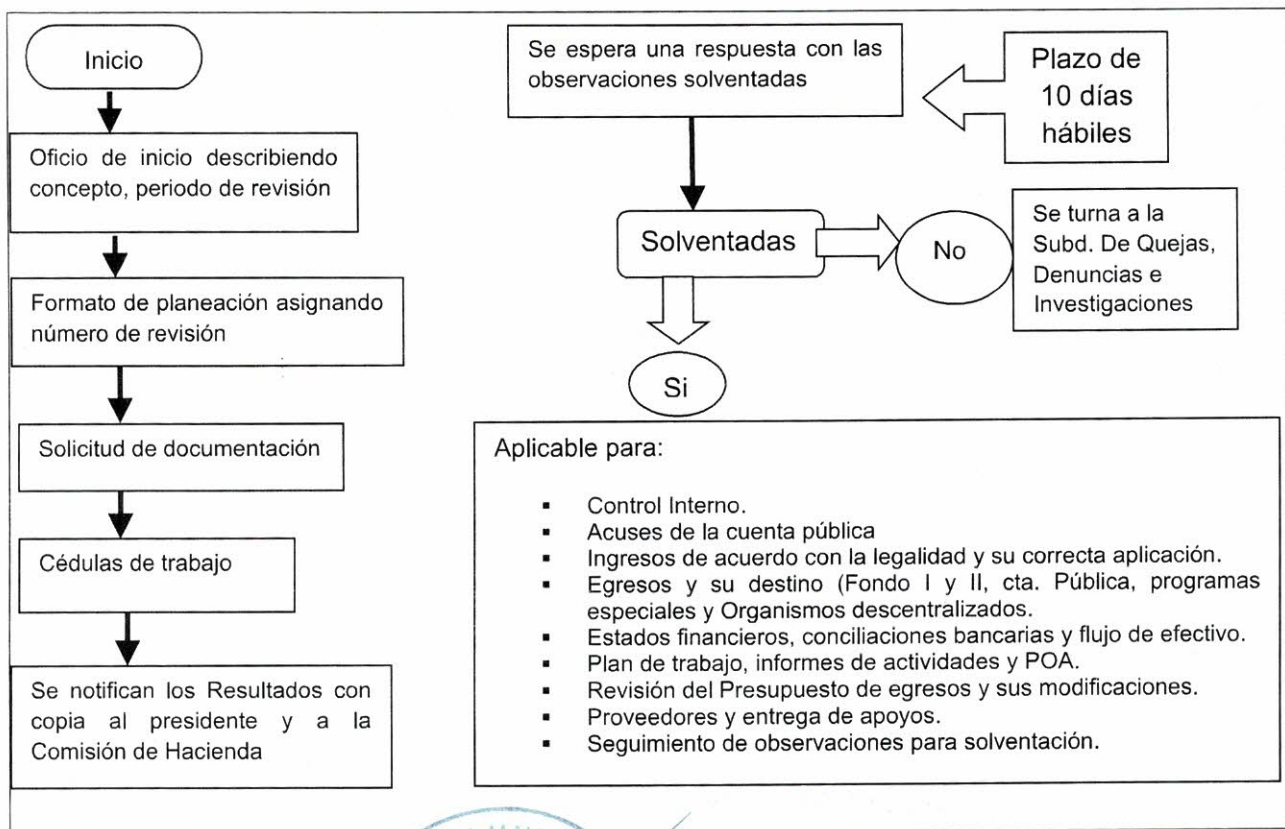 Inicio
Oficio de inicio describiendo
concepto, periodo de revisión
Formato de planeación asignando
número de revisión
Solicitud de documentación
Cédulas de trabajo
Se notifican los Resultados con
copia al presidente y a la
Comisión de Hacienda
Se espera una respuesta con las
observaciones solventadas
Plazo de
10 días
hábiles
Solventadas
No
Se turna a la
Subd. De Quejas,
Denuncias e
Investigaciones
Si
Aplicable para:
▪ Control Interno.
▪ Acuses de la cuenta pública
▪ Ingresos de acuerdo con la legalidad y su correcta aplicación.
▪ Egresos y su destino (Fondo I y II, cta. Pública, programas
especiales y Organismos descentralizados.
▪ Estados financieros, conciliaciones bancarias y flujo de efectivo.
▪ Plan de trabajo, informes de actividades y POA.
▪ Revisión del Presupuesto de egresos y sus modificaciones.
▪ Proveedores y entrega de apoyos.
▪ Seguimiento de observaciones para solventación.